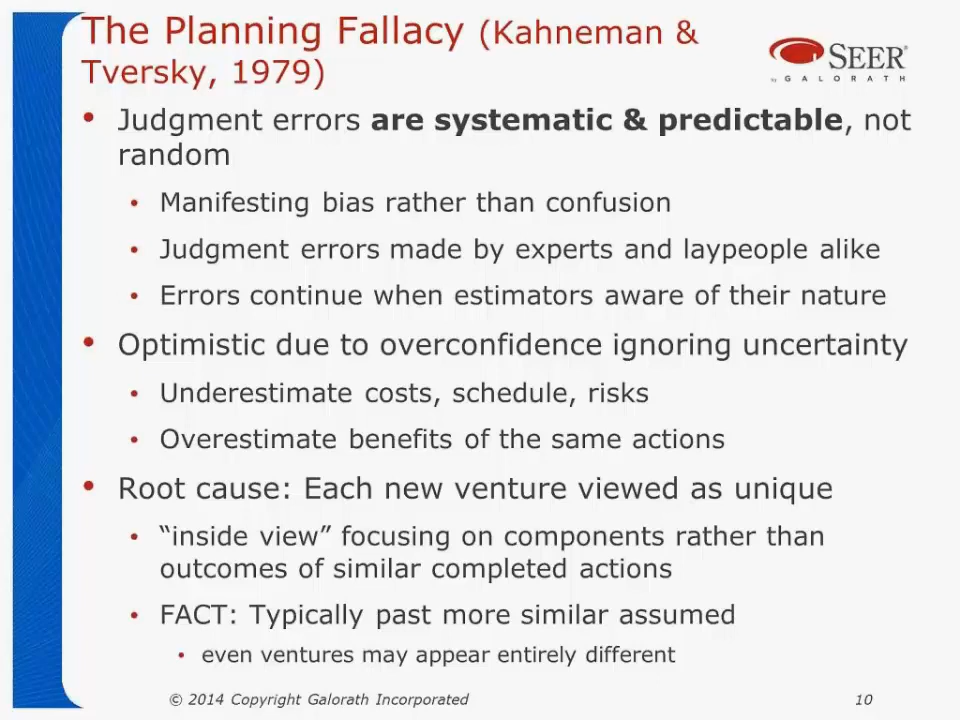 The Planning Fallacy (Kahneman &
Tversky, 1979)
SEER®
by GALORATH
• Judgment errors are systematic & predictable, not
random
• Manifesting bias rather than confusion
• Judgment errors made by experts and laypeople alike
• Errors continue when estimators aware of their nature
• Optimistic due to overconfidence ignoring uncertainty
• Underestimate costs, schedule, risks
• Overestimate benefits of the same actions
• Root cause: Each new venture viewed as unique
• “inside view” focusing on components rather than
outcomes of similar completed actions
• FACT: Typically past more similar assumed
• even ventures may appear entirely different
© 2014 Copyright Galorath Incorporated
10